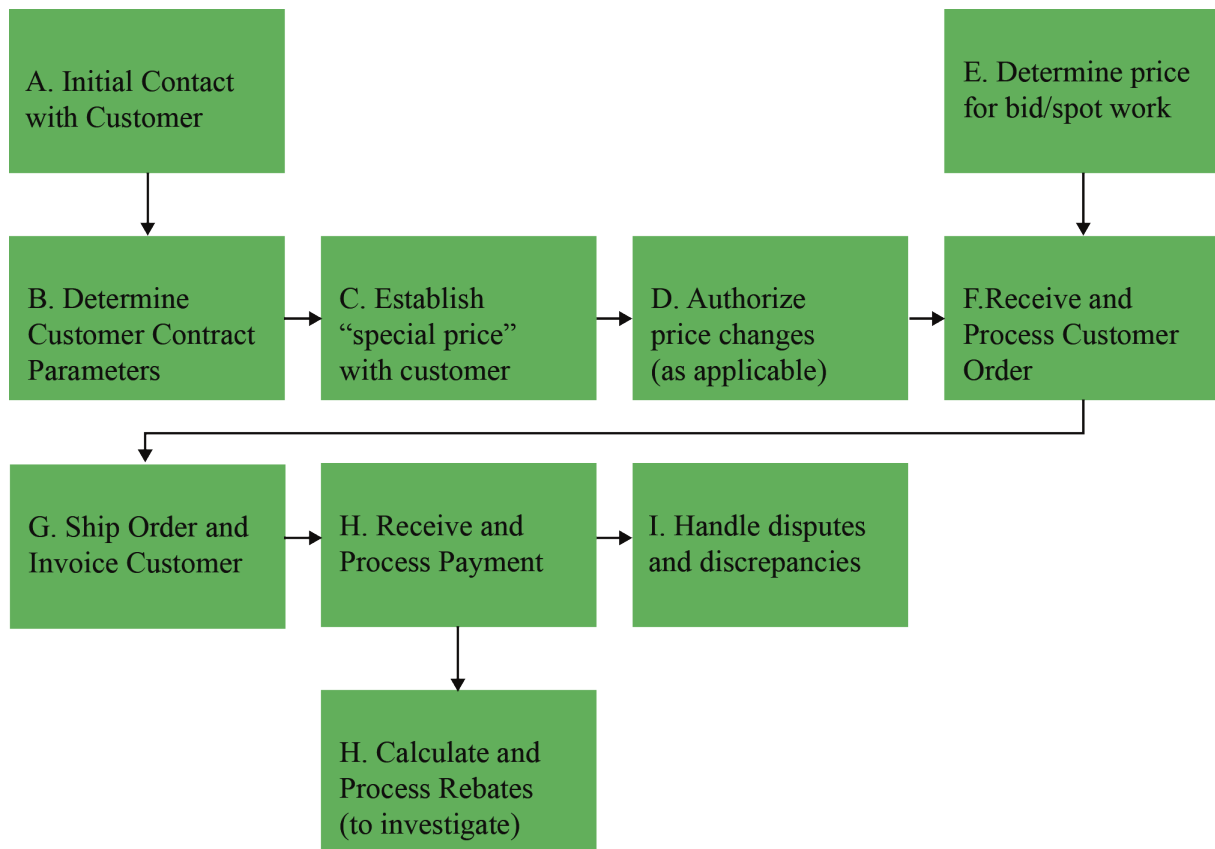 A. Initial Contact
with Customer
E. Determine price
for bid/spot work
B. Determine
Customer Contract
Parameters
C. Establish
“special price”
with customer
D. Authorize
price changes
(as applicable)
F.Receive and
Process Customer
Order
G. Ship Order and
Invoice Customer
H. Receive and
Process Payment
I. Handle disputes
and discrepancies
H. Calculate and
Process Rebates
(to investigate)